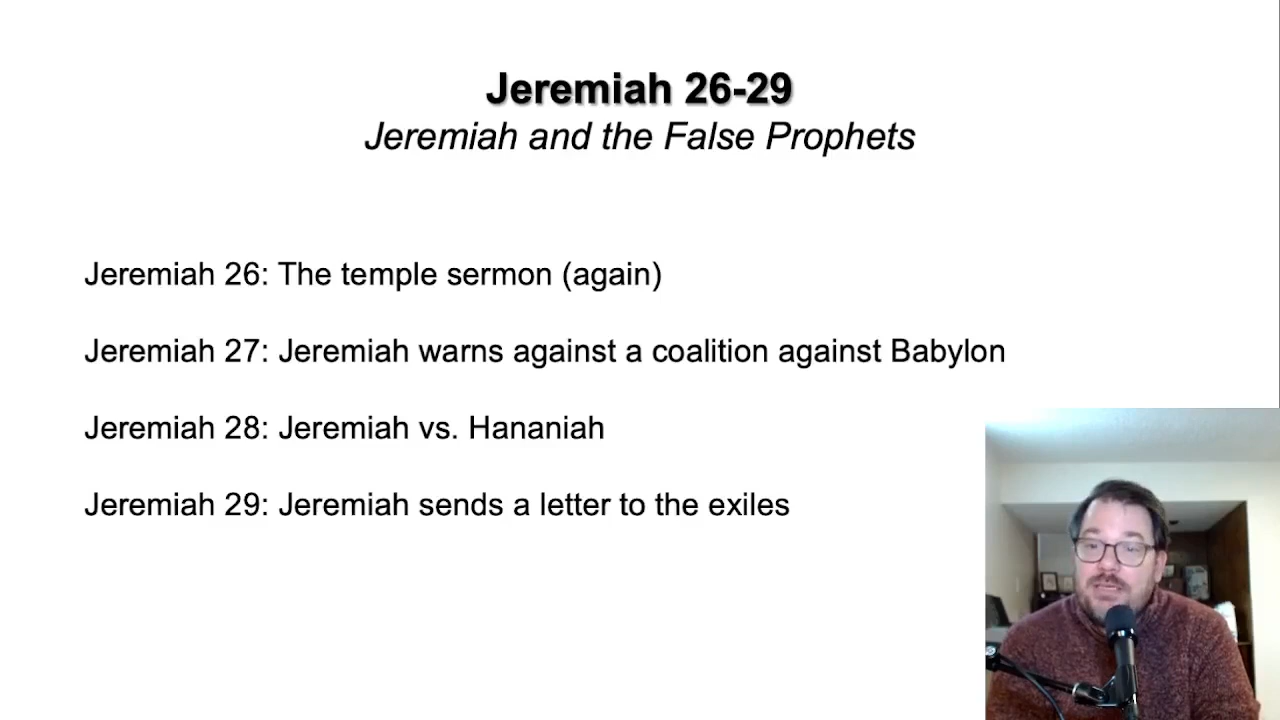 Jeremiah 26-29
Jeremiah and the False Prophets
Jeremiah 26: The temple sermon (again)
Jeremiah 27: Jeremiah warns against a coalition against Babylon
Jeremiah 28: Jeremiah vs. Hananiah
Jeremiah 29: Jeremiah sends a letter to the exiles